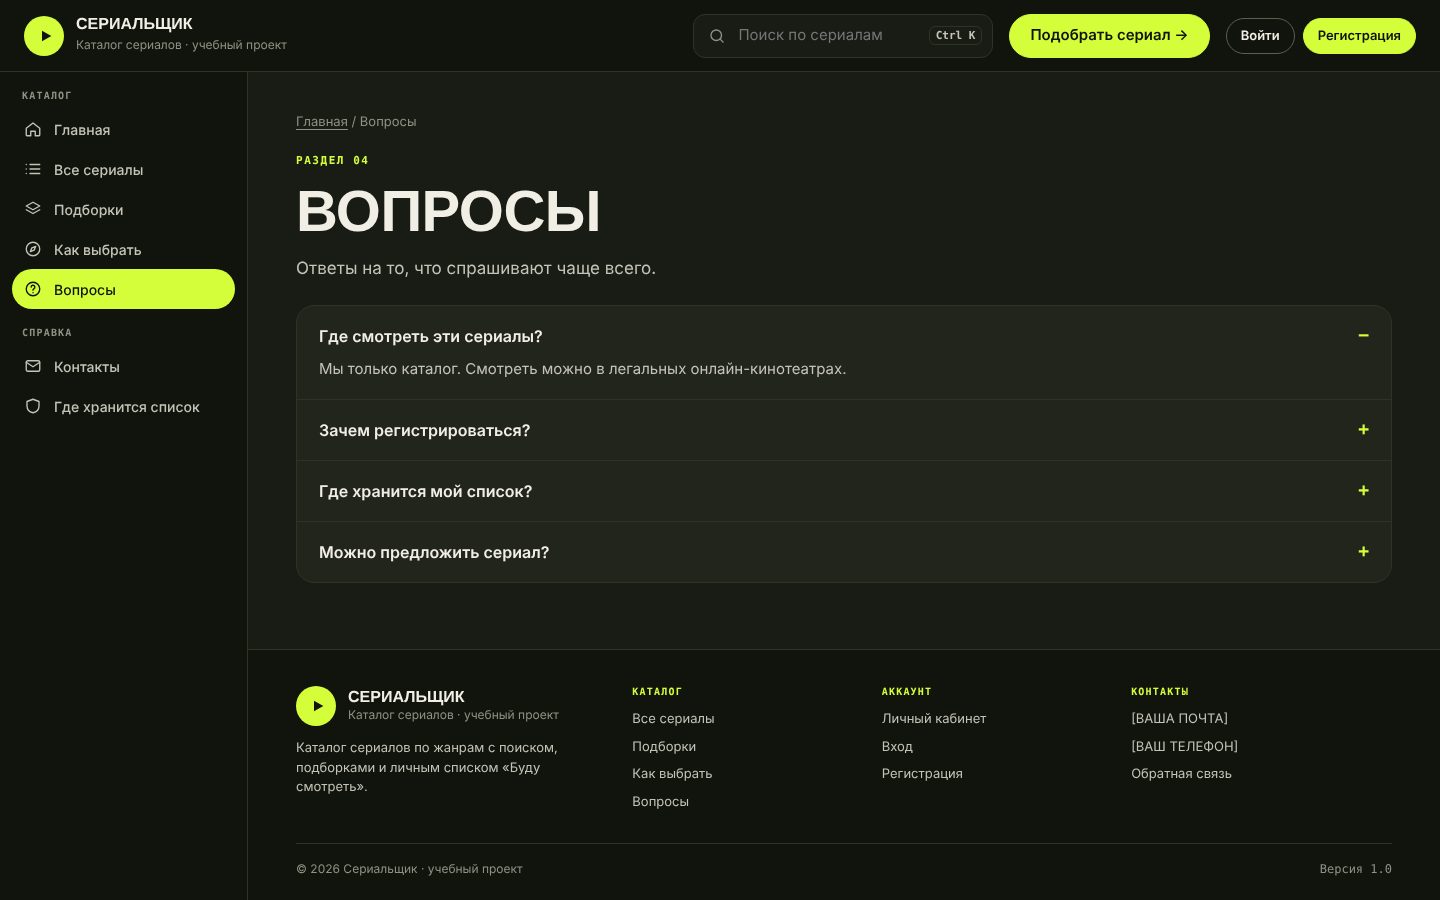 СЕРИАЛЬЩИК
Каталог сериалов · учебный проект
Поиск по сериалам
Ctrl K
Подобрать сериал →
Войти
Регистрация
КАТАЛОГ
Главная
Все сериалы
Подборки
Как выбрать
Вопросы
СПРАВКА
Контакты
Где хранится список
Главная / Вопросы
РАЗДЕЛ 04
ВОПРОСЫ
Ответы на то, что спрашивают чаще всего.
Где смотреть эти сериалы? −
Мы только каталог. Смотреть можно в легальных онлайн-кинотеатрах.
Зачем регистрироваться? +
Где хранится мой список? +
Можно предложить сериал? +
СЕРИАЛЬЩИК
Каталог сериалов · учебный проект
Каталог сериалов по жанрам с поиском,
подборками и личным списком «Буду
смотреть».
КАТАЛОГ
Все сериалы
Подборки
Как выбрать
Вопросы
АККАУНТ
Личный кабинет
Вход
Регистрация
КОНТАКТЫ
[ВАША ПОЧТА]
[ВАШ ТЕЛЕФОН]
Обратная связь
© 2026 Сериальщик · учебный проект
Версия 1.0